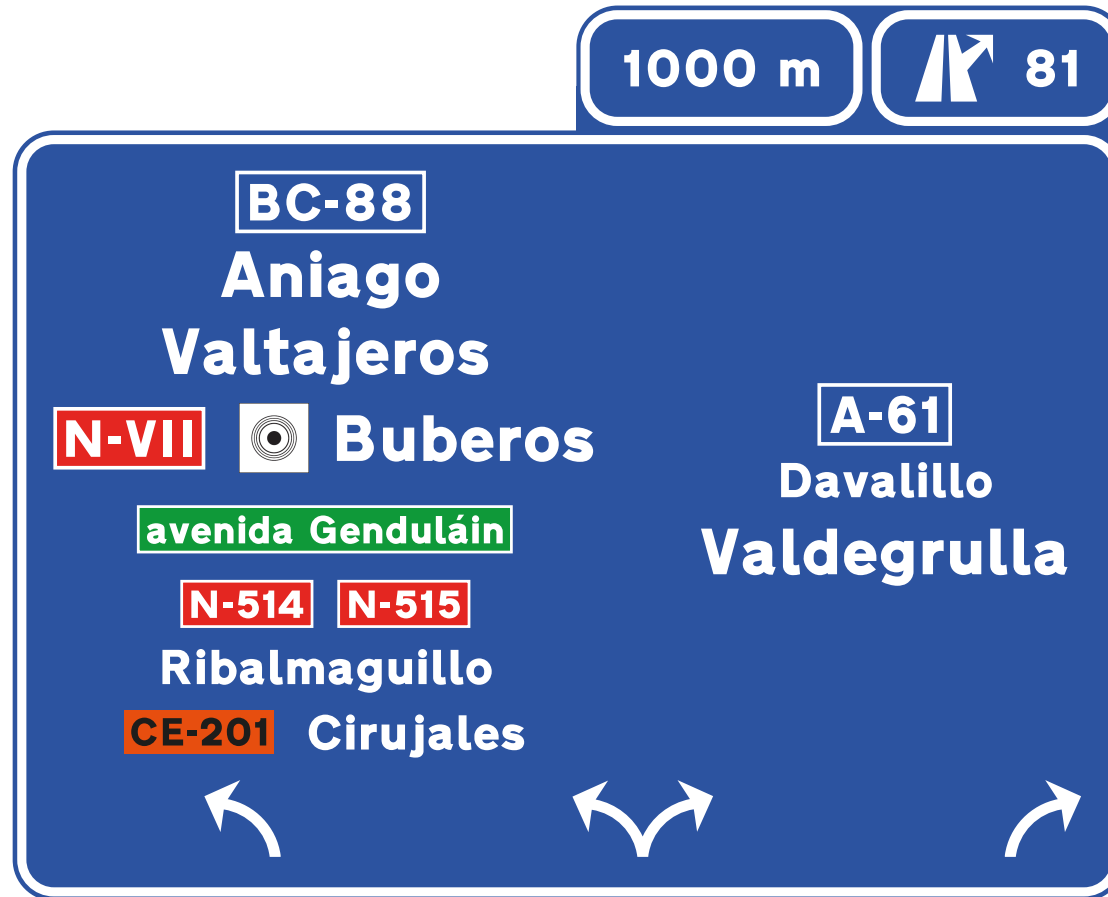 1000 m
81
BC-88
Aniago
Valtajeros
N-VII Buberos
avenida Genduláin
N-514 N-515
Ribalmaguillo
CE-201 Cirujales
A-61
Davalillo
Valdegrulla